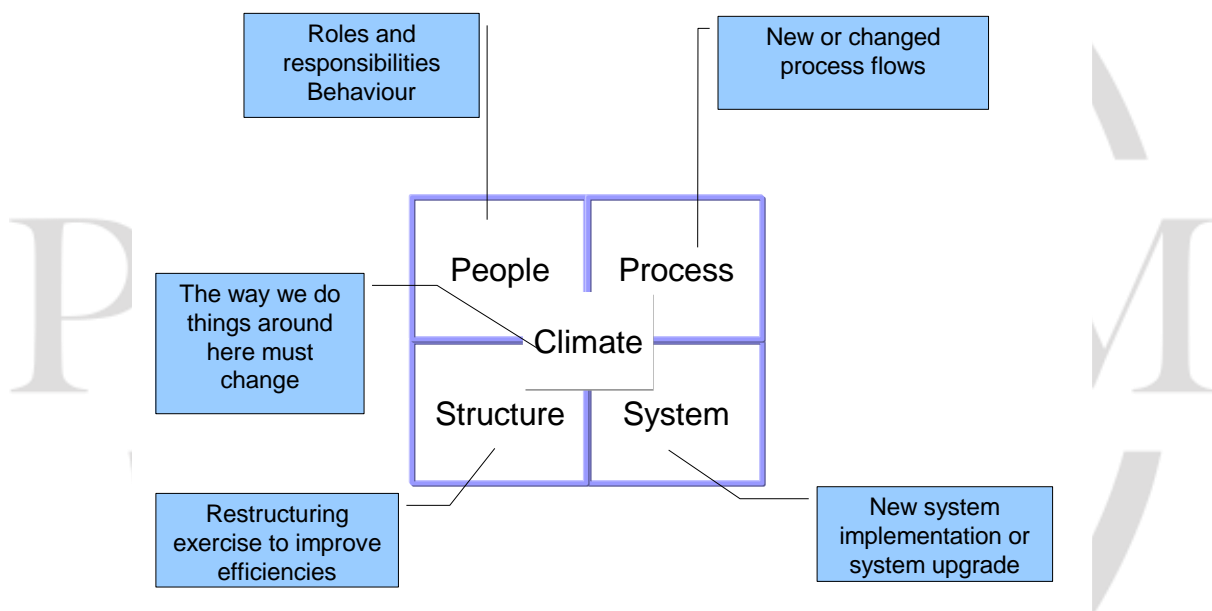 Roles and
responsibilities
Behaviour
New or changed
process flows
People
Process
The way we do
things around
here must
change
Climate
Structure
System
Restructuring
exercise to improve
efficiencies
New system
implementation or
system upgrade
P
M